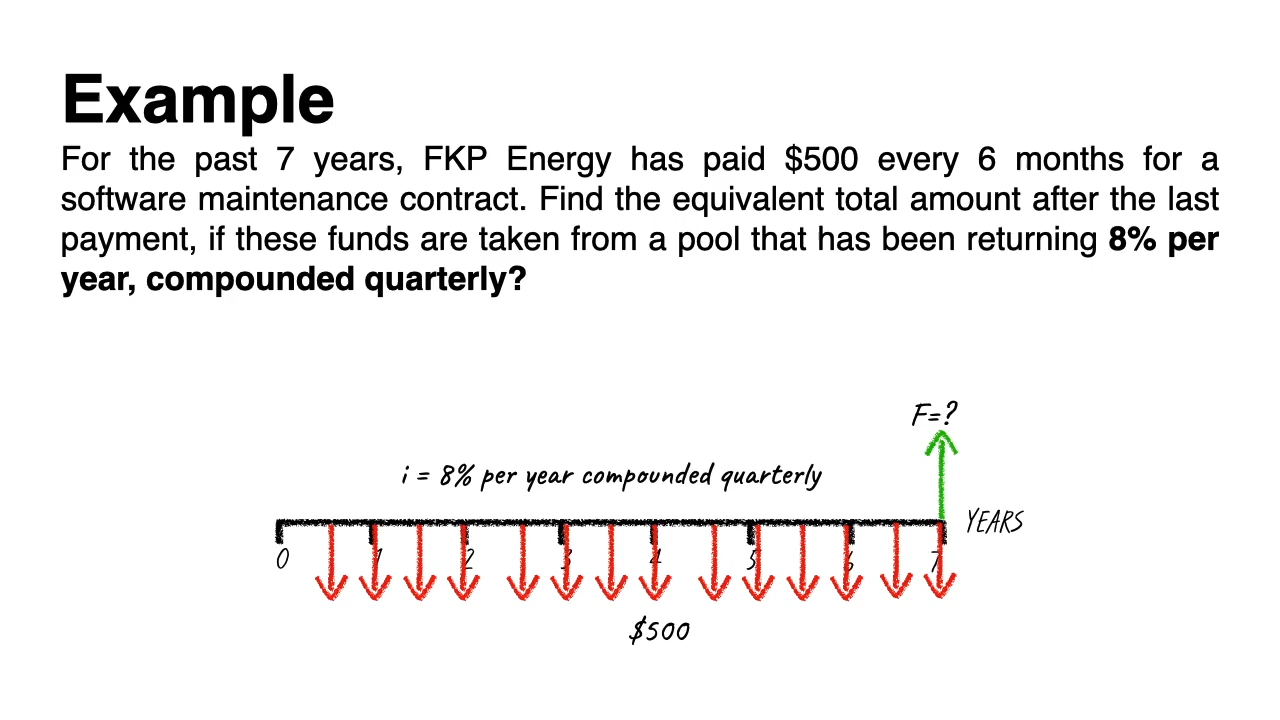 Example
For the past 7 years, FKP Energy has paid $500 every 6 months for a
software maintenance contract. Find the equivalent total amount after the last
payment, if these funds are taken from a pool that has been returning 8% per
year, compounded quarterly?
F=?
i = 8% per year compounded quarterly
YEARS
0 1 2 3 4 5 6 7
$500